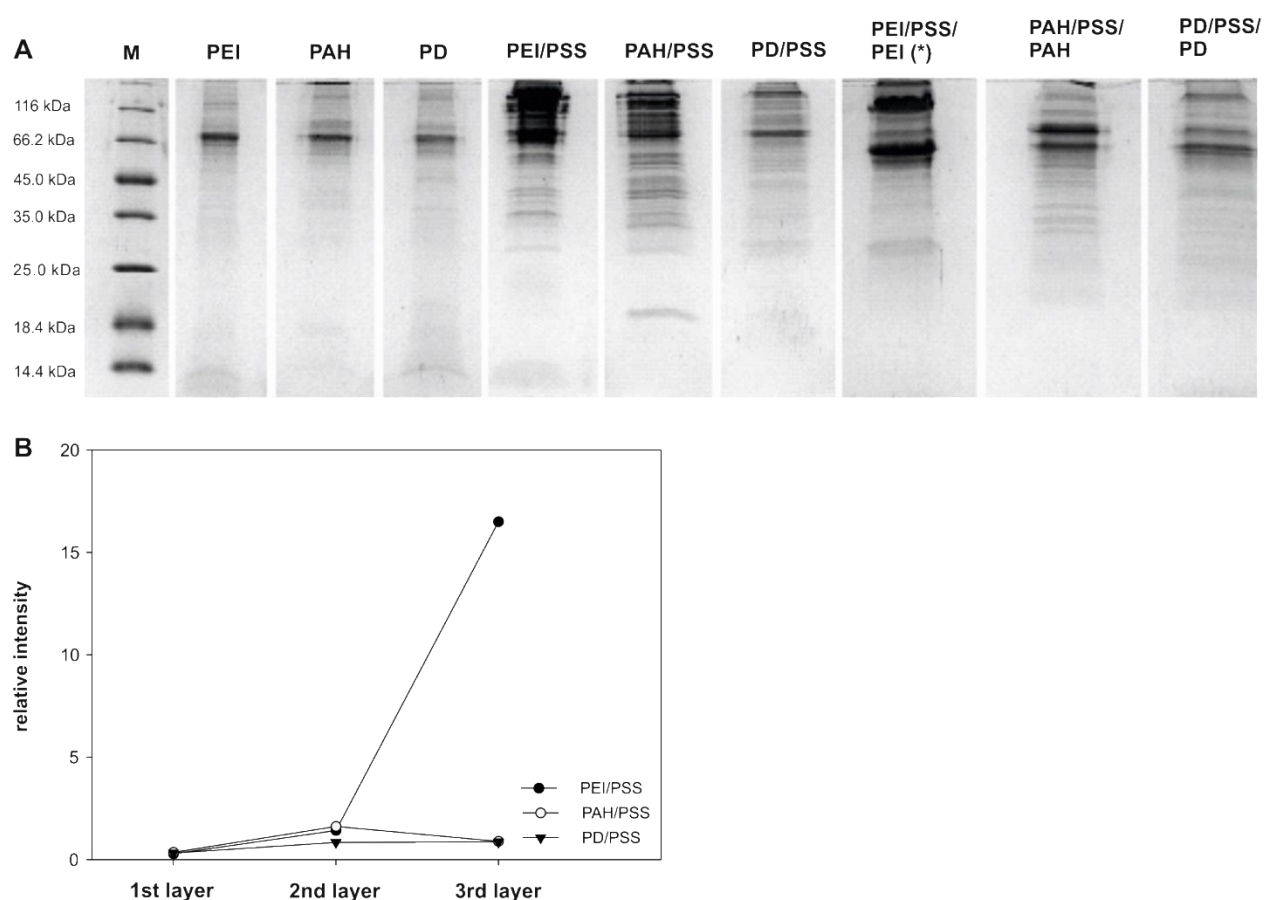 A
M
PEI
PAH
PD
PEI/PSS
PAH/PSS
PD/PSS
PEI/PSS/
PEI (*)
PAH/PSS/
PAH
PD/PSS/
PD
116 kDa
66.2 kDa
45.0 kDa
35.0 kDa
25.0 kDa
18.4 kDa
14.4 kDa
B
relative intensity
20
15
10
5
0
PEI/PSS
PAH/PSS
PD/PSS
1st layer
2nd layer
3rd layer